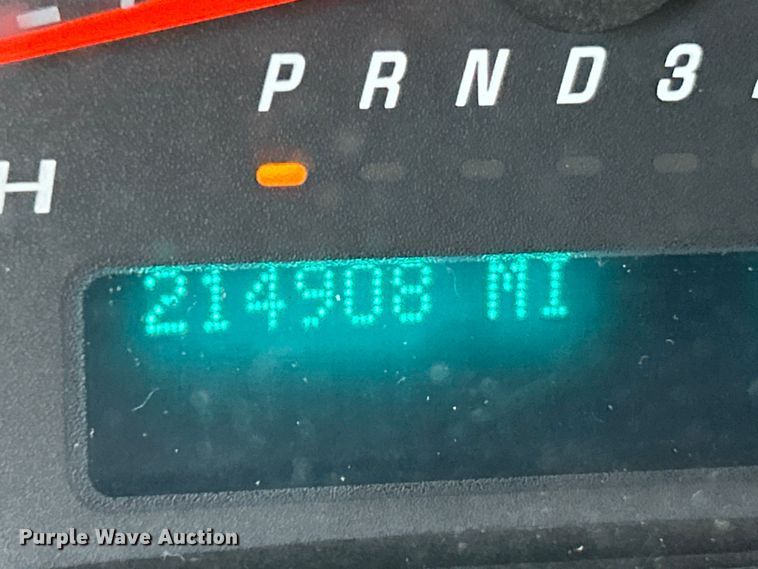 P R N D 3
H
214908 MI
Purple Wave Auction